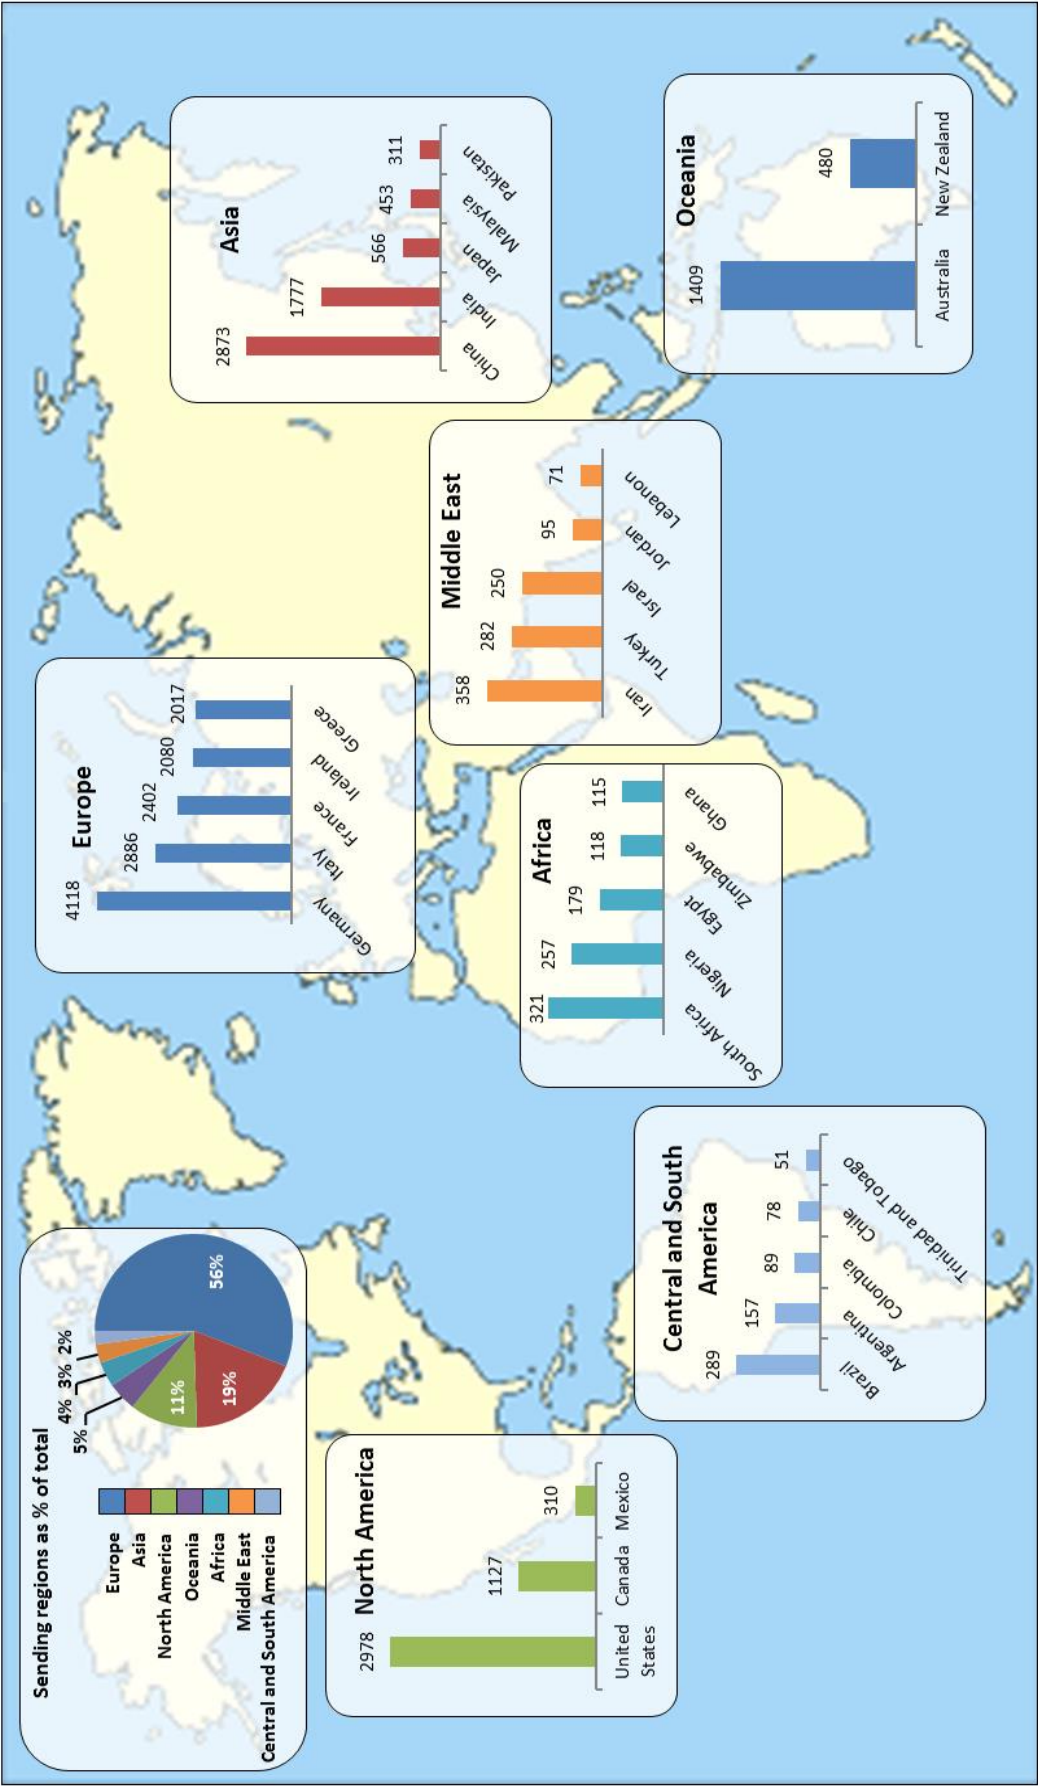 Sending regions as % of total
Europe
Asia
North America
Oceania
Africa
Middle East
Central and South America
56%
19%
11%
5%
4%
3%
2%
Europe
4118
2886
2402
2080
2017
Germany
Italy
France
Ireland
Greece
Asia
2873
1777
566
453
311
China
India
Japan
Malaysia
Pakistan
North America
2978
1127
310
United
States
Canada
Mexico
Middle East
358
282
250
95
71
Iran
Turkey
Israel
Jordan
Lebanon
Africa
321
257
179
118
115
South Africa
Nigeria
Egypt
Zimbabwe
Ghana
Central and South
America
289
157
89
78
51
Brazil
Argentina
Colombia
Chile
Trinidad and Tobago
Oceania
1409
480
Australia
New Zealand